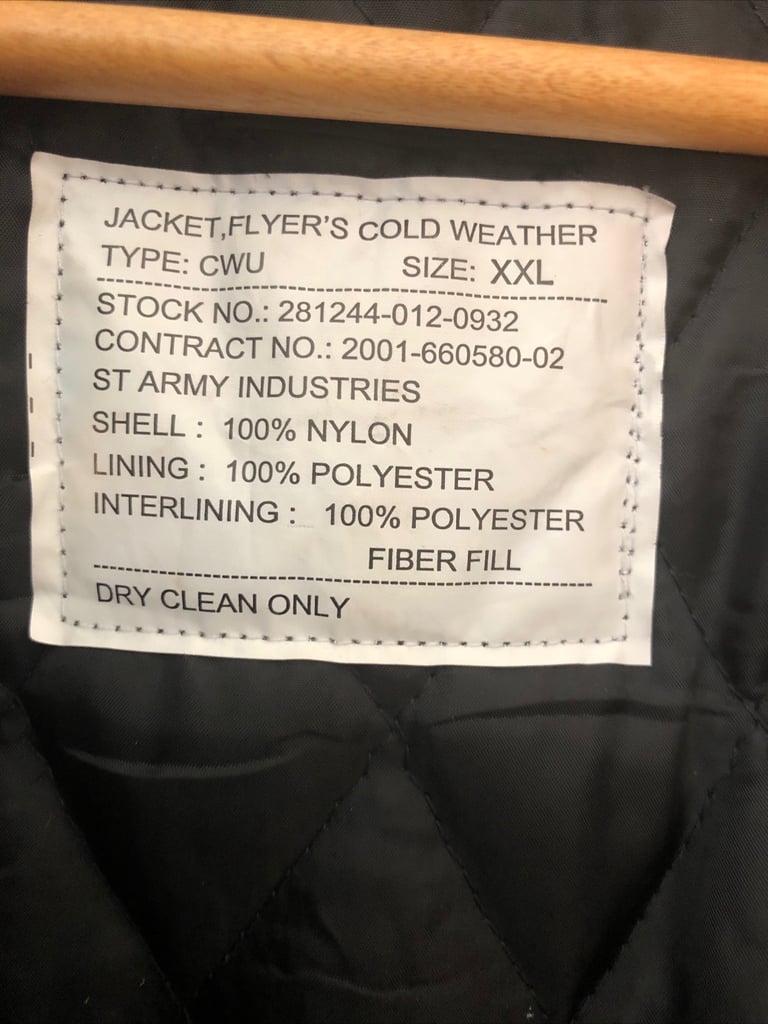 JACKET,FLYER'S COLD WEATHER
TYPE: CWU SIZE: XXL
STOCK NO.: 281244-012-0932
CONTRACT NO.: 2001-660580-02
ST ARMY INDUSTRIES
SHELL : 100% NYLON
LINING : 100% POLYESTER
INTERLINING : 100% POLYESTER
FIBER FILL
DRY CLEAN ONLY